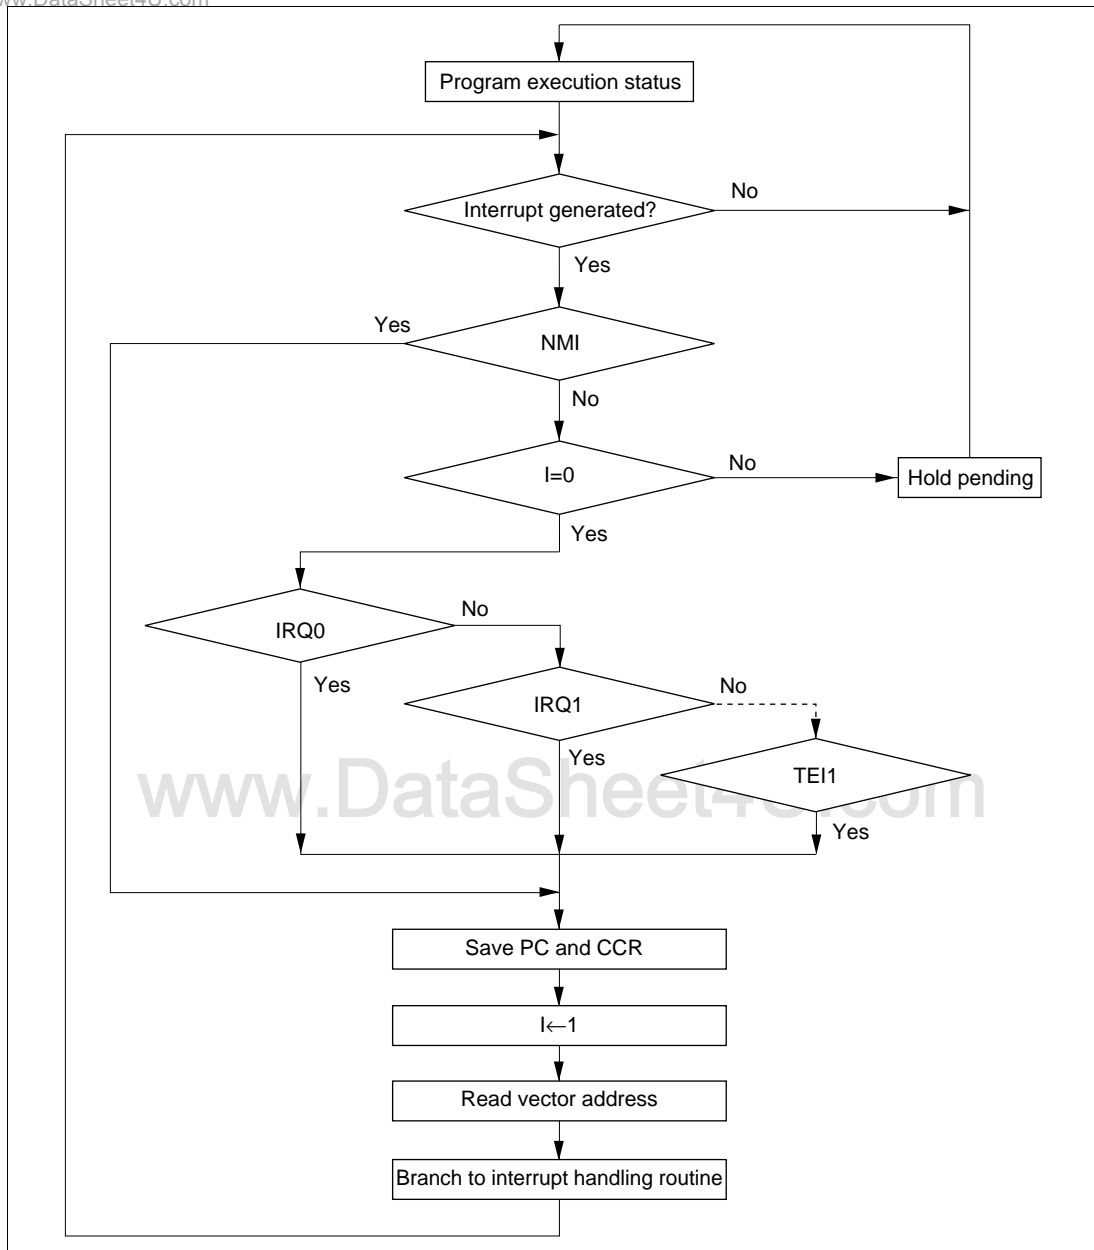 www.DataSheet4U.com
Program execution status
Interrupt generated?
No
Yes
Yes
NMI
No
I=0
No
Hold pending
Yes
IRQ0
No
Yes
IRQ1
No
Yes
TEI1
Yes
www.DataSheet4U.com
Save PC and CCR
I←1
Read vector address
Branch to interrupt handling routine